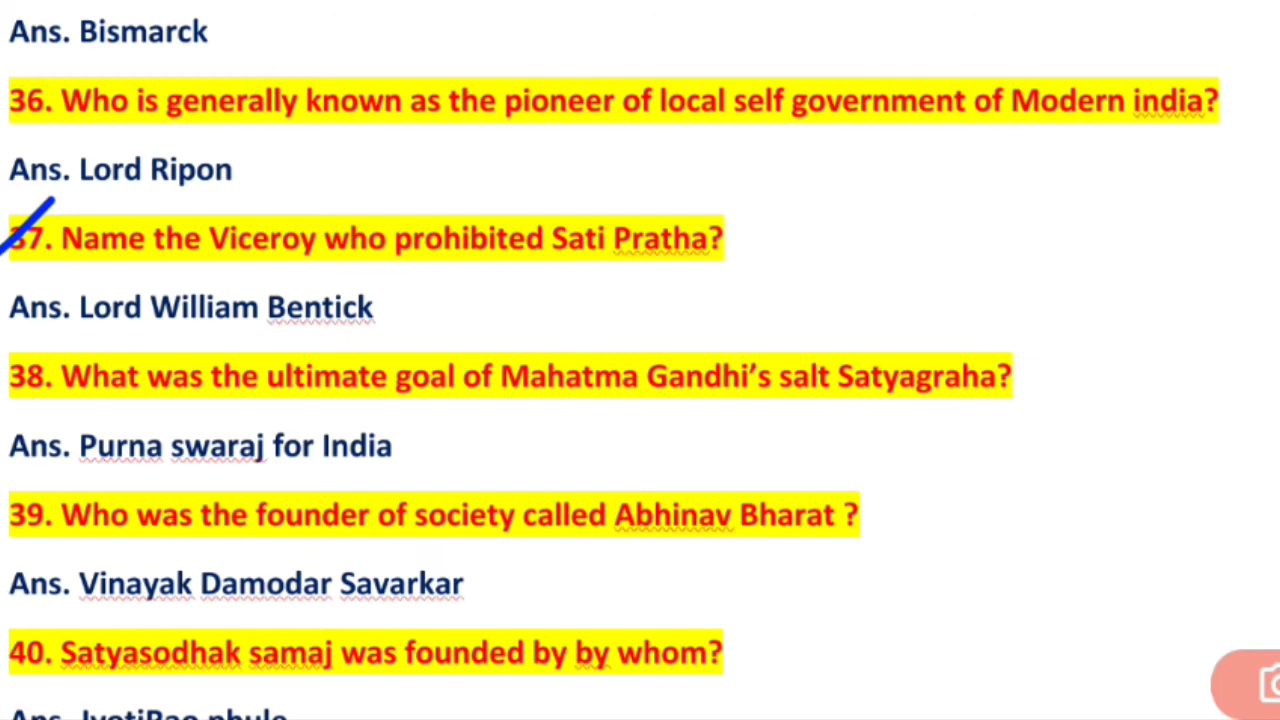 Ans. Bismarck
36. Who is generally known as the pioneer of local self government of Modern india?
Ans. Lord Ripon
37. Name the Viceroy who prohibited Sati Pratha?
Ans. Lord William Bentick
38. What was the ultimate goal of Mahatma Gandhi’s salt Satyagraha?
Ans. Purna swaraj for India
39. Who was the founder of society called Abhinav Bharat ?
Ans. Vinayak Damodar Savarkar
40. Satyasodhak samaj was founded by by whom?
Ans. JyotiRao phule